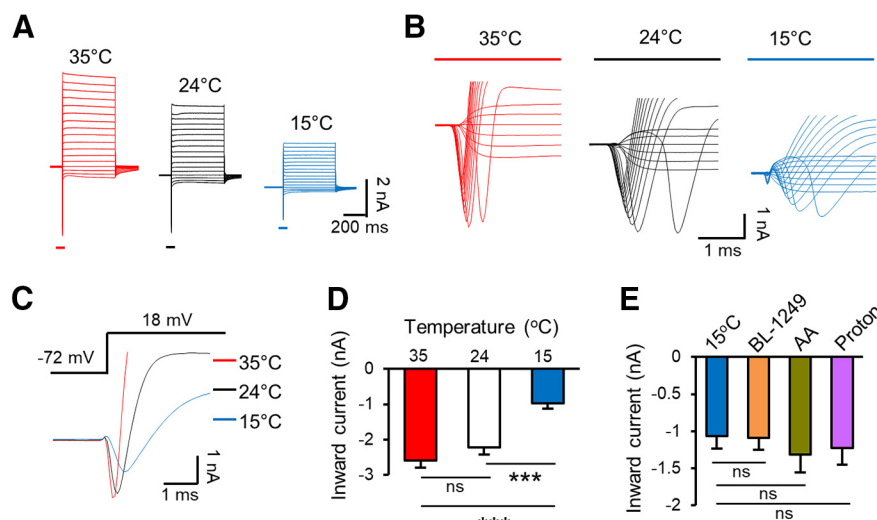 A
35°C
24°C
15°C
2 nA
200 ms
B
35°C
24°C
15°C
1 nA
1 ms
C
18 mV
-72 mV
35°C
24°C
15°C
1 nA
1 ms
D
Temperature (°C)
35 24 15
Inward current (nA)
0
-1
-2
-3
ns
***
E
15°C
BL-1249
AA
Proton
Inward current (nA)
0
-0.5
-1
-1.5
-2
ns
ns
ns